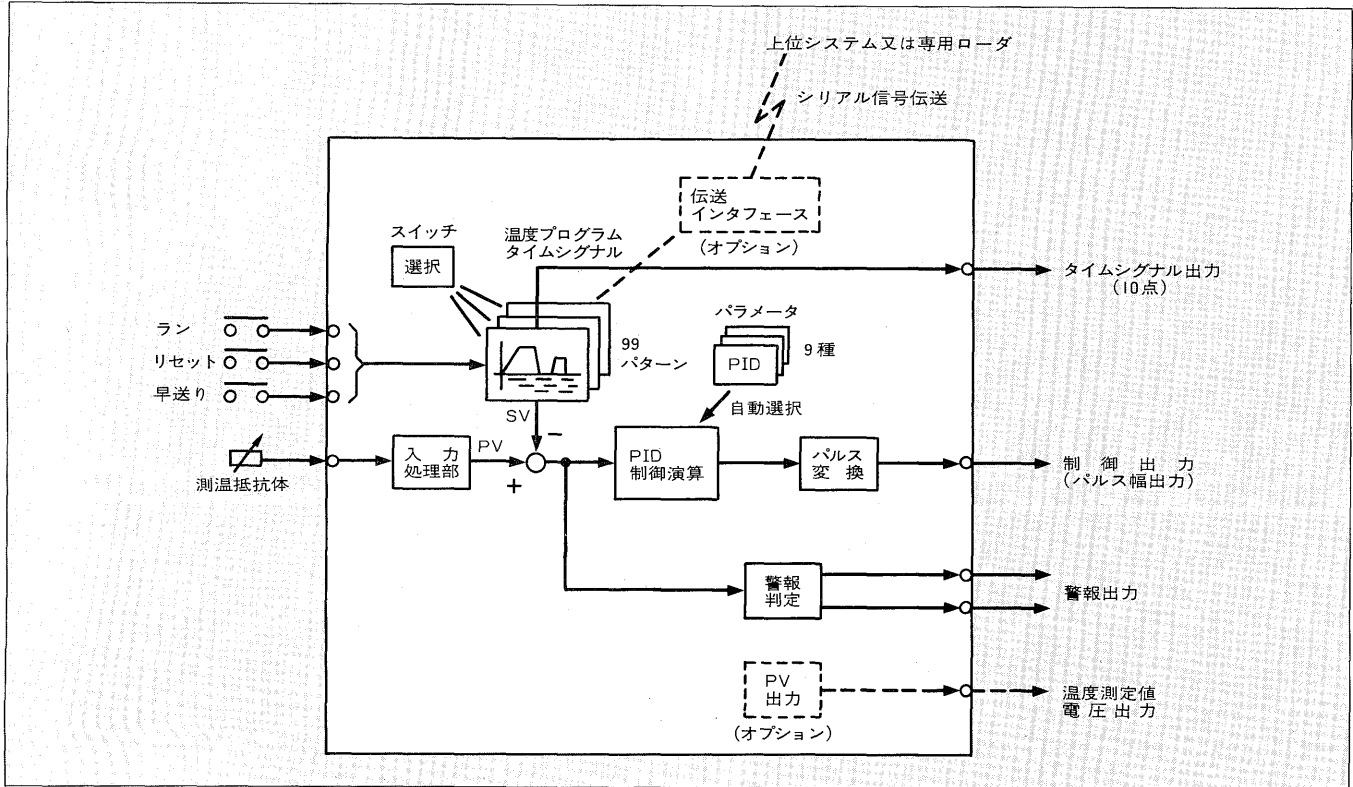 上位システム又は専用ローダ
シリアル信号伝送
伝送
インタフェース
(オプション)
スイッチ
選択
温度プログラム
タイムシグナル
タイムシグナル出力
(10点)
パラメータ
PID
9種
自動選択
99
パターン
ラン
リセット
早送り
SV
−
測温抵抗体
入力
処理部
PV
+
PID
制御演算
パルス
変換
制御出力
(パルス幅出力)
警報
判定
警報出力
PV
出力
(オプション)
温度測定値
電圧出力